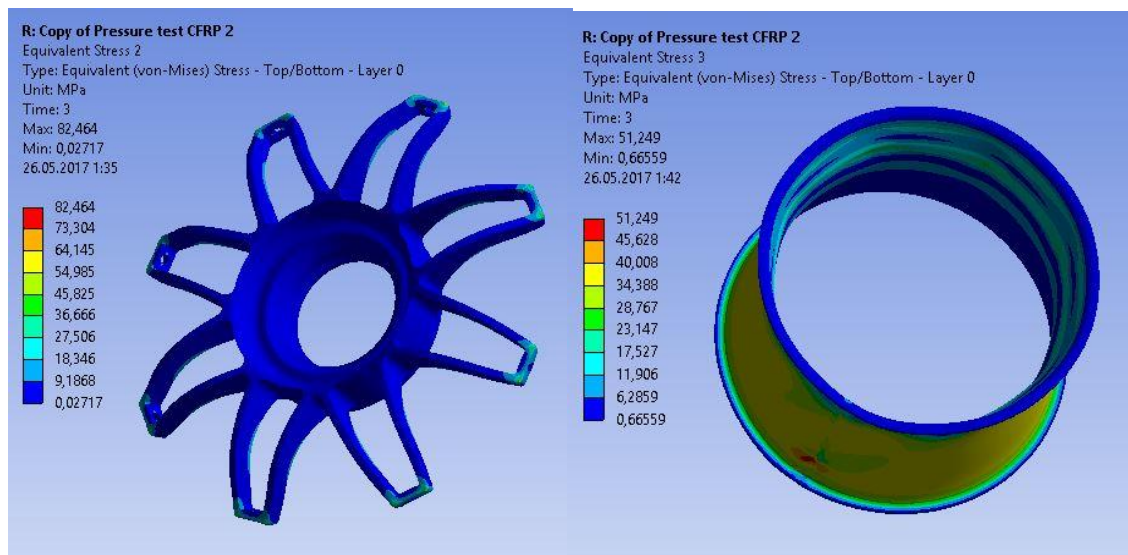 R: Copy of Pressure test CFRP 2
Equivalent Stress 2
Type: Equivalent (von-Mises) Stress - Top/Bottom - Layer 0
Unit: MPa
Time: 3
Max: 82,464
Min: 0,02717
26.05.2017 1:35
82,464
73,304
64,145
54,985
45,825
36,666
27,506
18,346
9,1868
0,02717
R: Copy of Pressure test CFRP 2
Equivalent Stress 3
Type: Equivalent (von-Mises) Stress - Top/Bottom - Layer 0
Unit: MPa
Time: 3
Max: 51,249
Min: 0,66559
26.05.2017 1:42
51,249
45,628
40,008
34,388
28,767
23,147
17,527
11,906
6,2859
0,66559